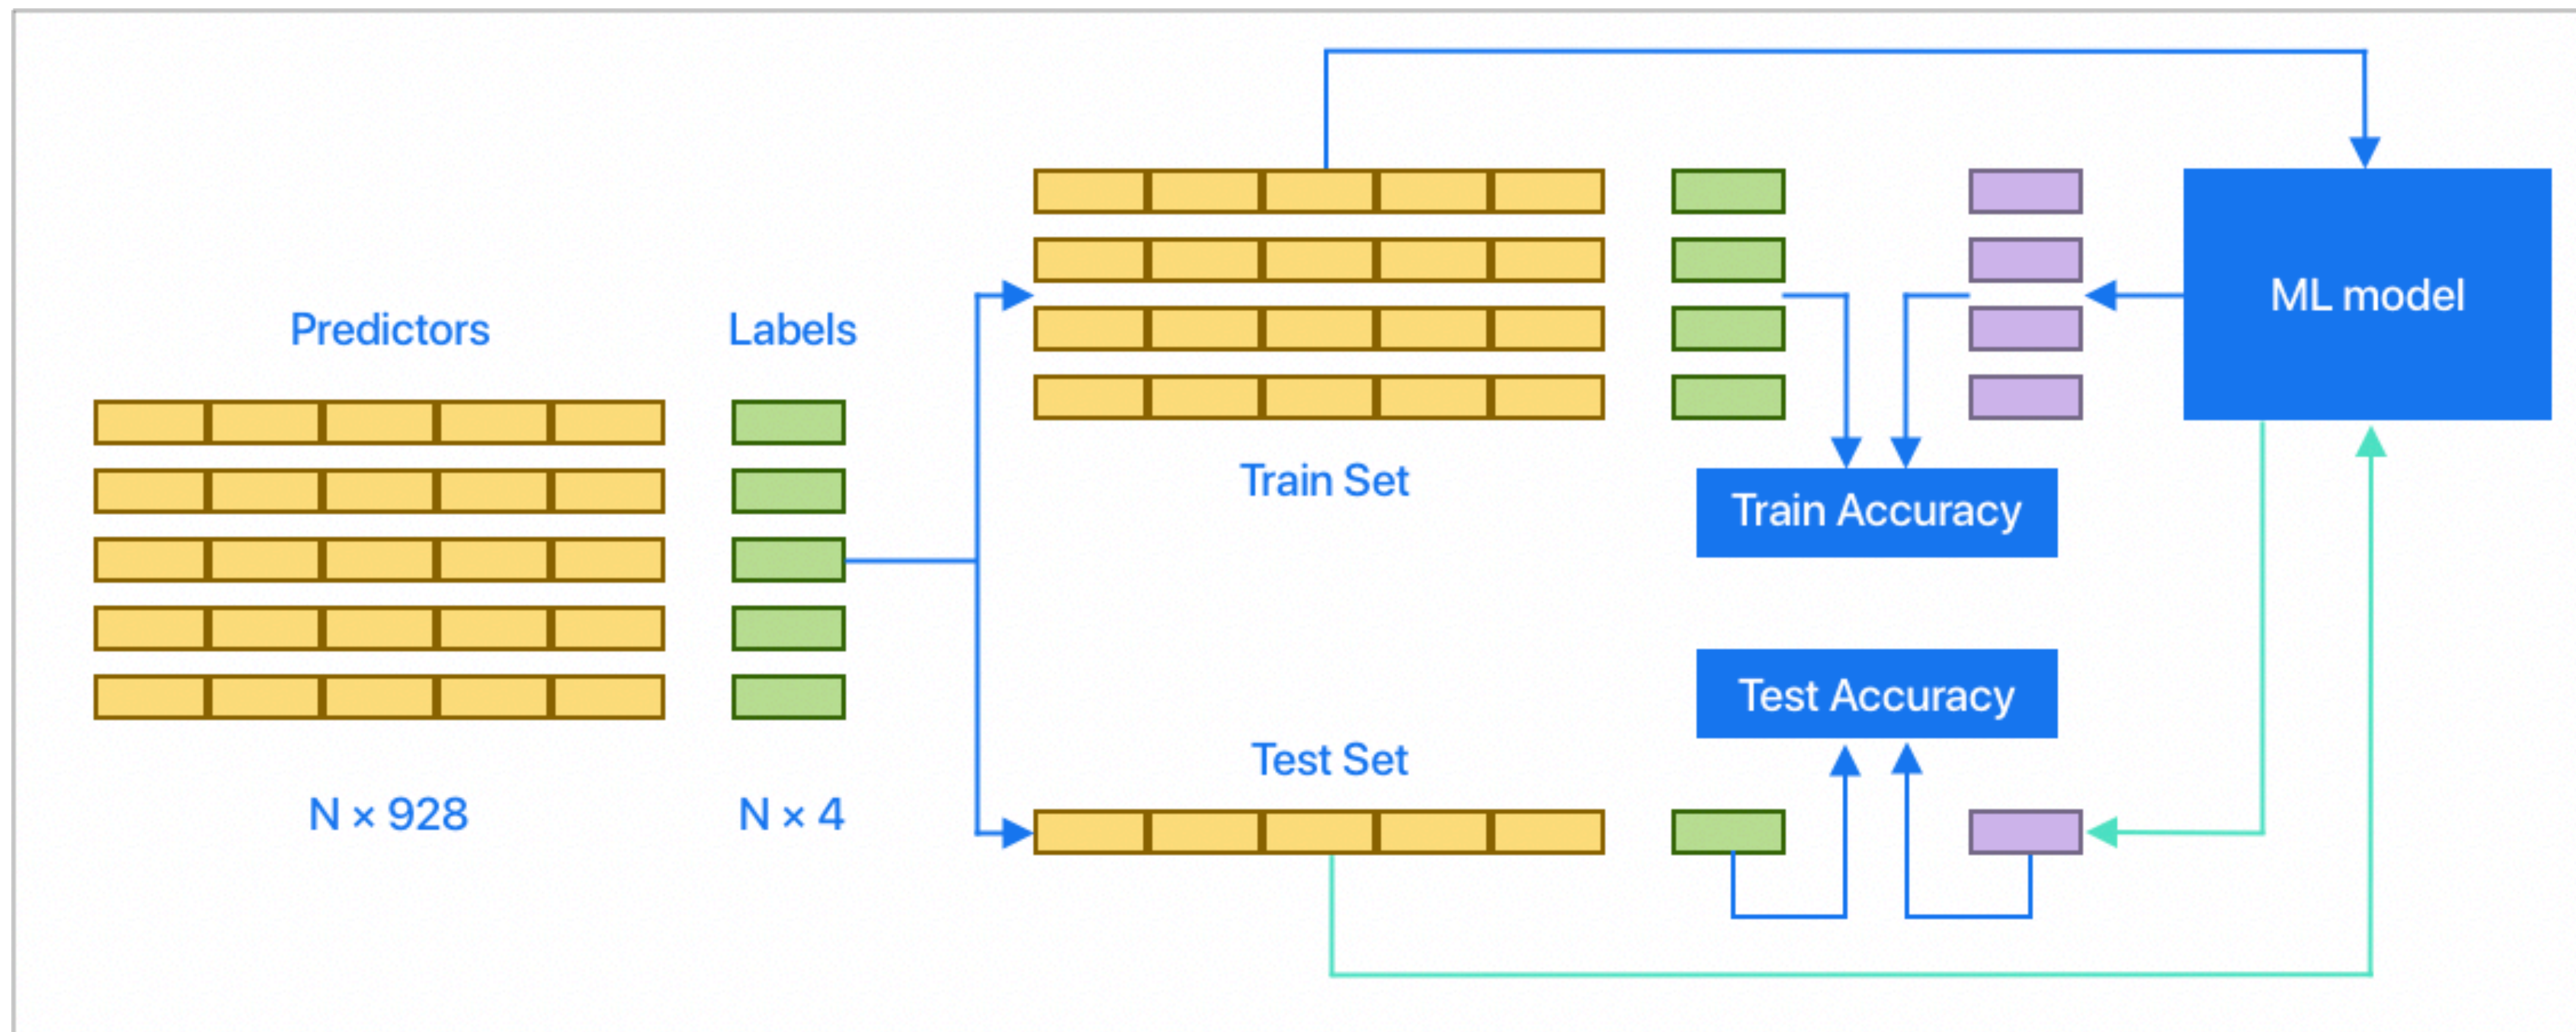 Predictors
Labels
N × 928
N × 4
Train Set
Test Set
Train Accuracy
Test Accuracy
ML model